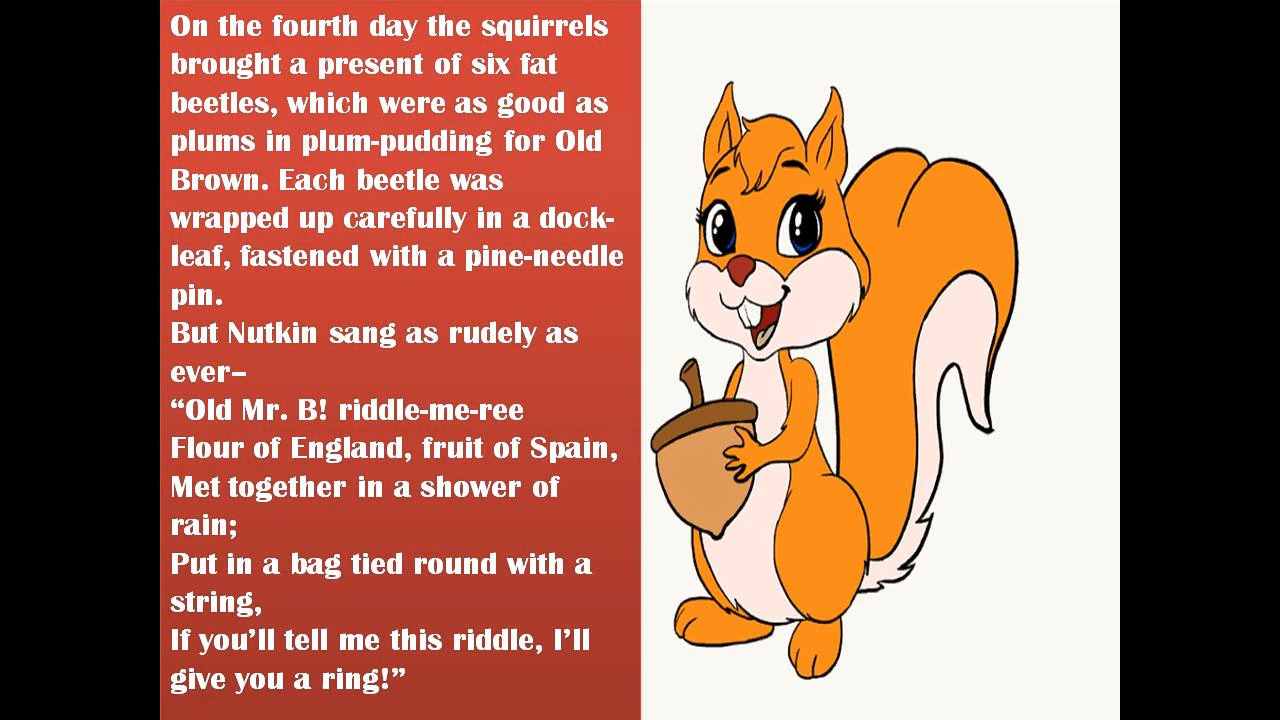 On the fourth day the squirrels
brought a present of six fat
beetles, which were as good as
plums in plum-pudding for Old
Brown. Each beetle was
wrapped up carefully in a dock-
leaf, fastened with a pine-needle
pin.
But Nutkin sang as rudely as
ever–
“Old Mr. B! riddle-me-ree
Flour of England, fruit of Spain,
Met together in a shower of
rain;
Put in a bag tied round with a
string,
If you’ll tell me this riddle, I’ll
give you a ring!”